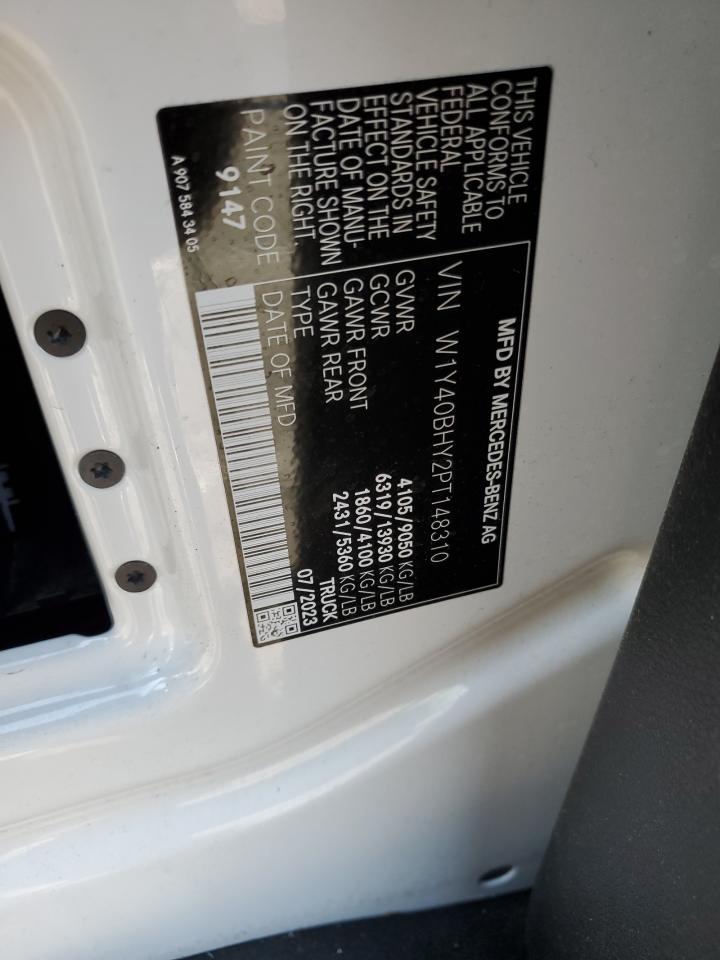 MFD BY MERCEDES-BENZ AG
THIS VEHICLE
CONFORMS TO
ALL APPLICABLE
FEDERAL
VEHICLE SAFETY
STANDARDS IN
EFFECT ON THE
DATE OF MANU-
FACTURE SHOWN
ON THE RIGHT.
PAINT CODE
9147
VIN W1Y40BHY2PT148310
GVWR 4105/9050 KG/LB
GCWR 6319/13930 KG/LB
GAWR FRONT 1860/4100 KG/LB
GAWR REAR 2431/5360 KG/LB
TYPE TRUCK
DATE OF MFD 07/2023
A 907 584 34 05